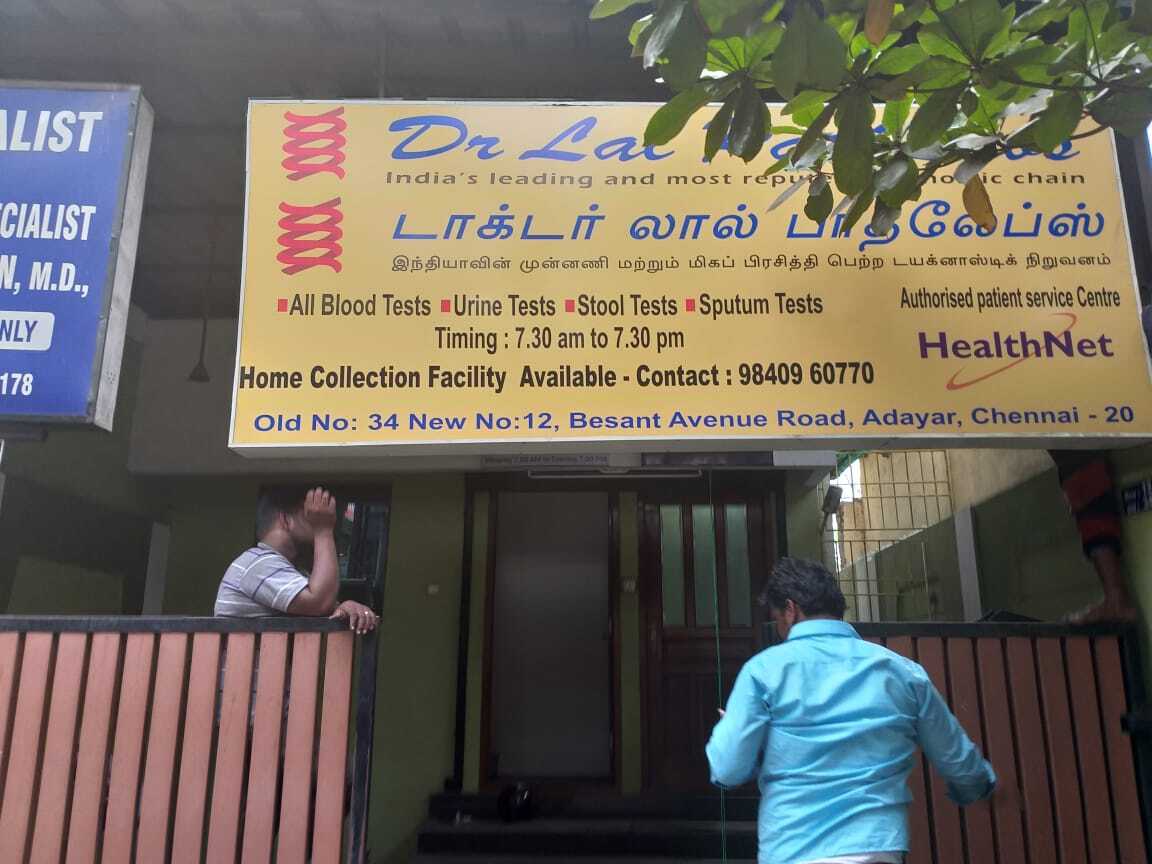 ALIST
ECIALIST
N, M.D.,
NLY
178
Dr Lal
India's leading and most chain
டாக்டர் லால் பாத்லேப்ஸ்
இந்தியாவின் முன்னணி மற்றும் மிகப் பிரசித்தி பெற்ற டயக்னாஸ்டிக் நிறுவனம்
All Blood Tests Urine Tests Stool Tests Sputum Tests
Authorised patient service Centre
Timing : 7.30 am to 7.30 pm
HealthNet
Home Collection Facility Available - Contact : 98409 60770
Old No: 34 New No:12, Besant Avenue Road, Adayar, Chennai - 20